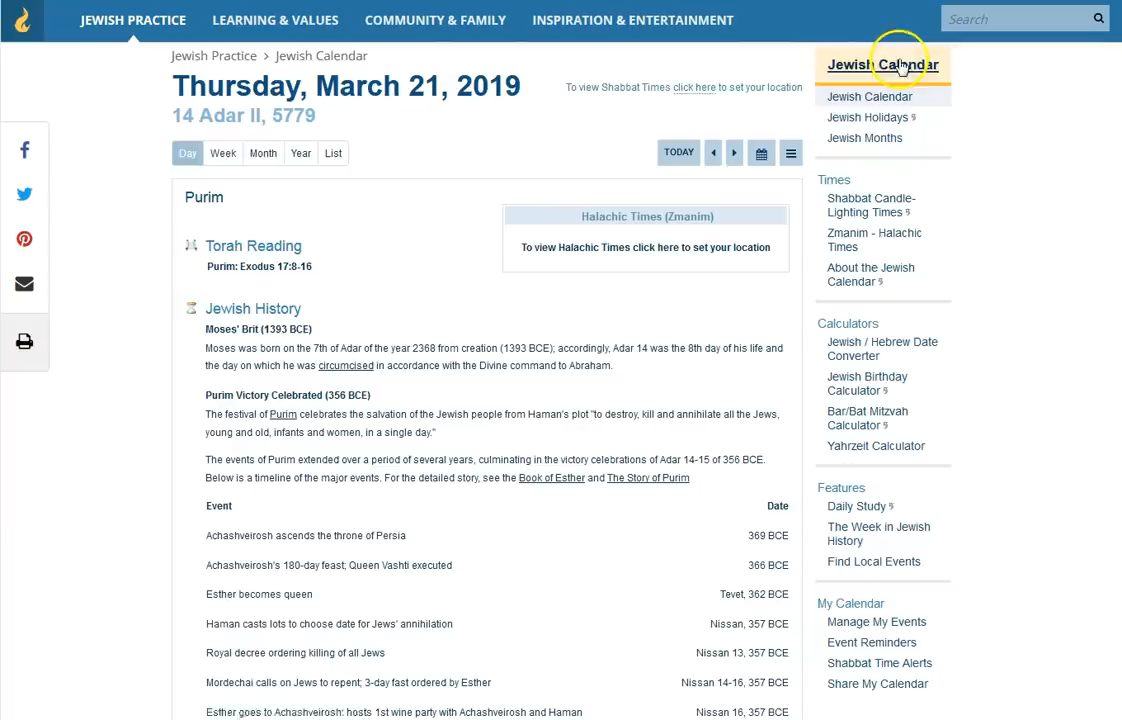 JEWISH PRACTICE LEARNING & VALUES COMMUNITY & FAMILY INSPIRATION & ENTERTAINMENT Search
Jewish Practice > Jewish Calendar
Thursday, March 21, 2019
To view Shabbat Times click here to set your location
14 Adar II, 5779
Day Week Month Year List
TODAY
Purim
Halachic Times (Zmanim)
To view Halachic Times click here to set your location
Torah Reading
Purim: Exodus 17:8-16
Jewish History
Moses' Brit (1393 BCE)
Moses was born on the 7th of Adar of the year 2368 from creation (1393 BCE); accordingly, Adar 14 was the 8th day of his life and
the day on which he was circumcised in accordance with the Divine command to Abraham.
Purim Victory Celebrated (356 BCE)
The festival of Purim celebrates the salvation of the Jewish people from Haman's plot "to destroy, kill and annihilate all the Jews,
young and old, infants and women, in a single day."
The events of Purim extended over a period of several years, culminating in the victory celebrations of Adar 14-15 of 356 BCE.
Below is a timeline of the major events. For the detailed story, see the Book of Esther and The Story of Purim
Event Date
Achashveirosh ascends the throne of Persia 369 BCE
Achashveirosh's 180-day feast; Queen Vashti executed 366 BCE
Esther becomes queen Tevet, 362 BCE
Haman casts lots to choose date for Jews' annihilation Nissan, 357 BCE
Royal decree ordering killing of all Jews Nissan 13, 357 BCE
Mordechai calls on Jews to repent; 3-day fast ordered by Esther Nissan 14-16, 357 BCE
Esther goes to Achashveirosh: hosts 1st wine party with Achashveirosh and Haman Nissan 16, 357 BCE
Jewish Calendar
Jewish Calendar
Jewish Holidays
Jewish Months
Times
Shabbat Candle-
Lighting Times
Zmanim - Halachic
Times
About the Jewish
Calendar
Calculators
Jewish / Hebrew Date
Converter
Jewish Birthday
Calculator
Bar/Bat Mitzvah
Calculator
Yahrzeit Calculator
Features
Daily Study
The Week in Jewish
History
Find Local Events
My Calendar
Manage My Events
Event Reminders
Shabbat Time Alerts
Share My Calendar